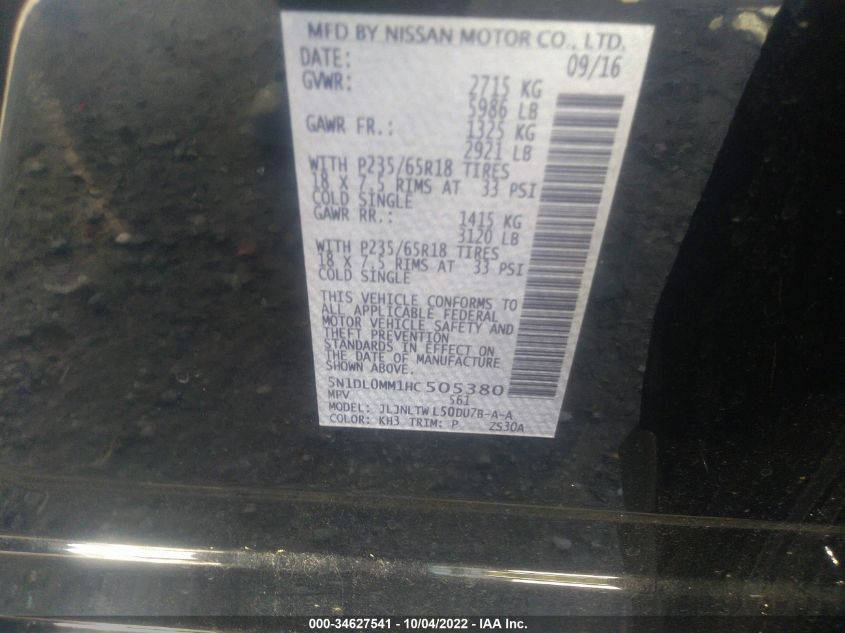 MFD BY NISSAN MOTOR CO., LTD.
DATE: 09/16
GVWR: 2715 KG
5986 LB
GAWR FR.: 1325 KG
2921 LB
WITH P235/65R18 TIRES
18 X 7.5 RIMS AT 33 PSI
COLD SINGLE
GAWR RR.: 1415 KG
3120 LB
WITH P235/65R18 TIRES
18 X 7.5 RIMS AT 33 PSI
COLD SINGLE
THIS VEHICLE CONFORMS TO
ALL APPLICABLE FEDERAL
MOTOR VEHICLE SAFETY AND
THEFT PREVENTION
STANDARDS IN EFFECT ON
THE DATE OF MANUFACTURE
SHOWN ABOVE.
5N1DL0MM1HC505380
MPV S61
MODEL: JLJNLTWL50DU7B-A-A
COLOR: KH3 TRIM: P 2S30A
000-34627541 - 10/04/2022 - IAA Inc.